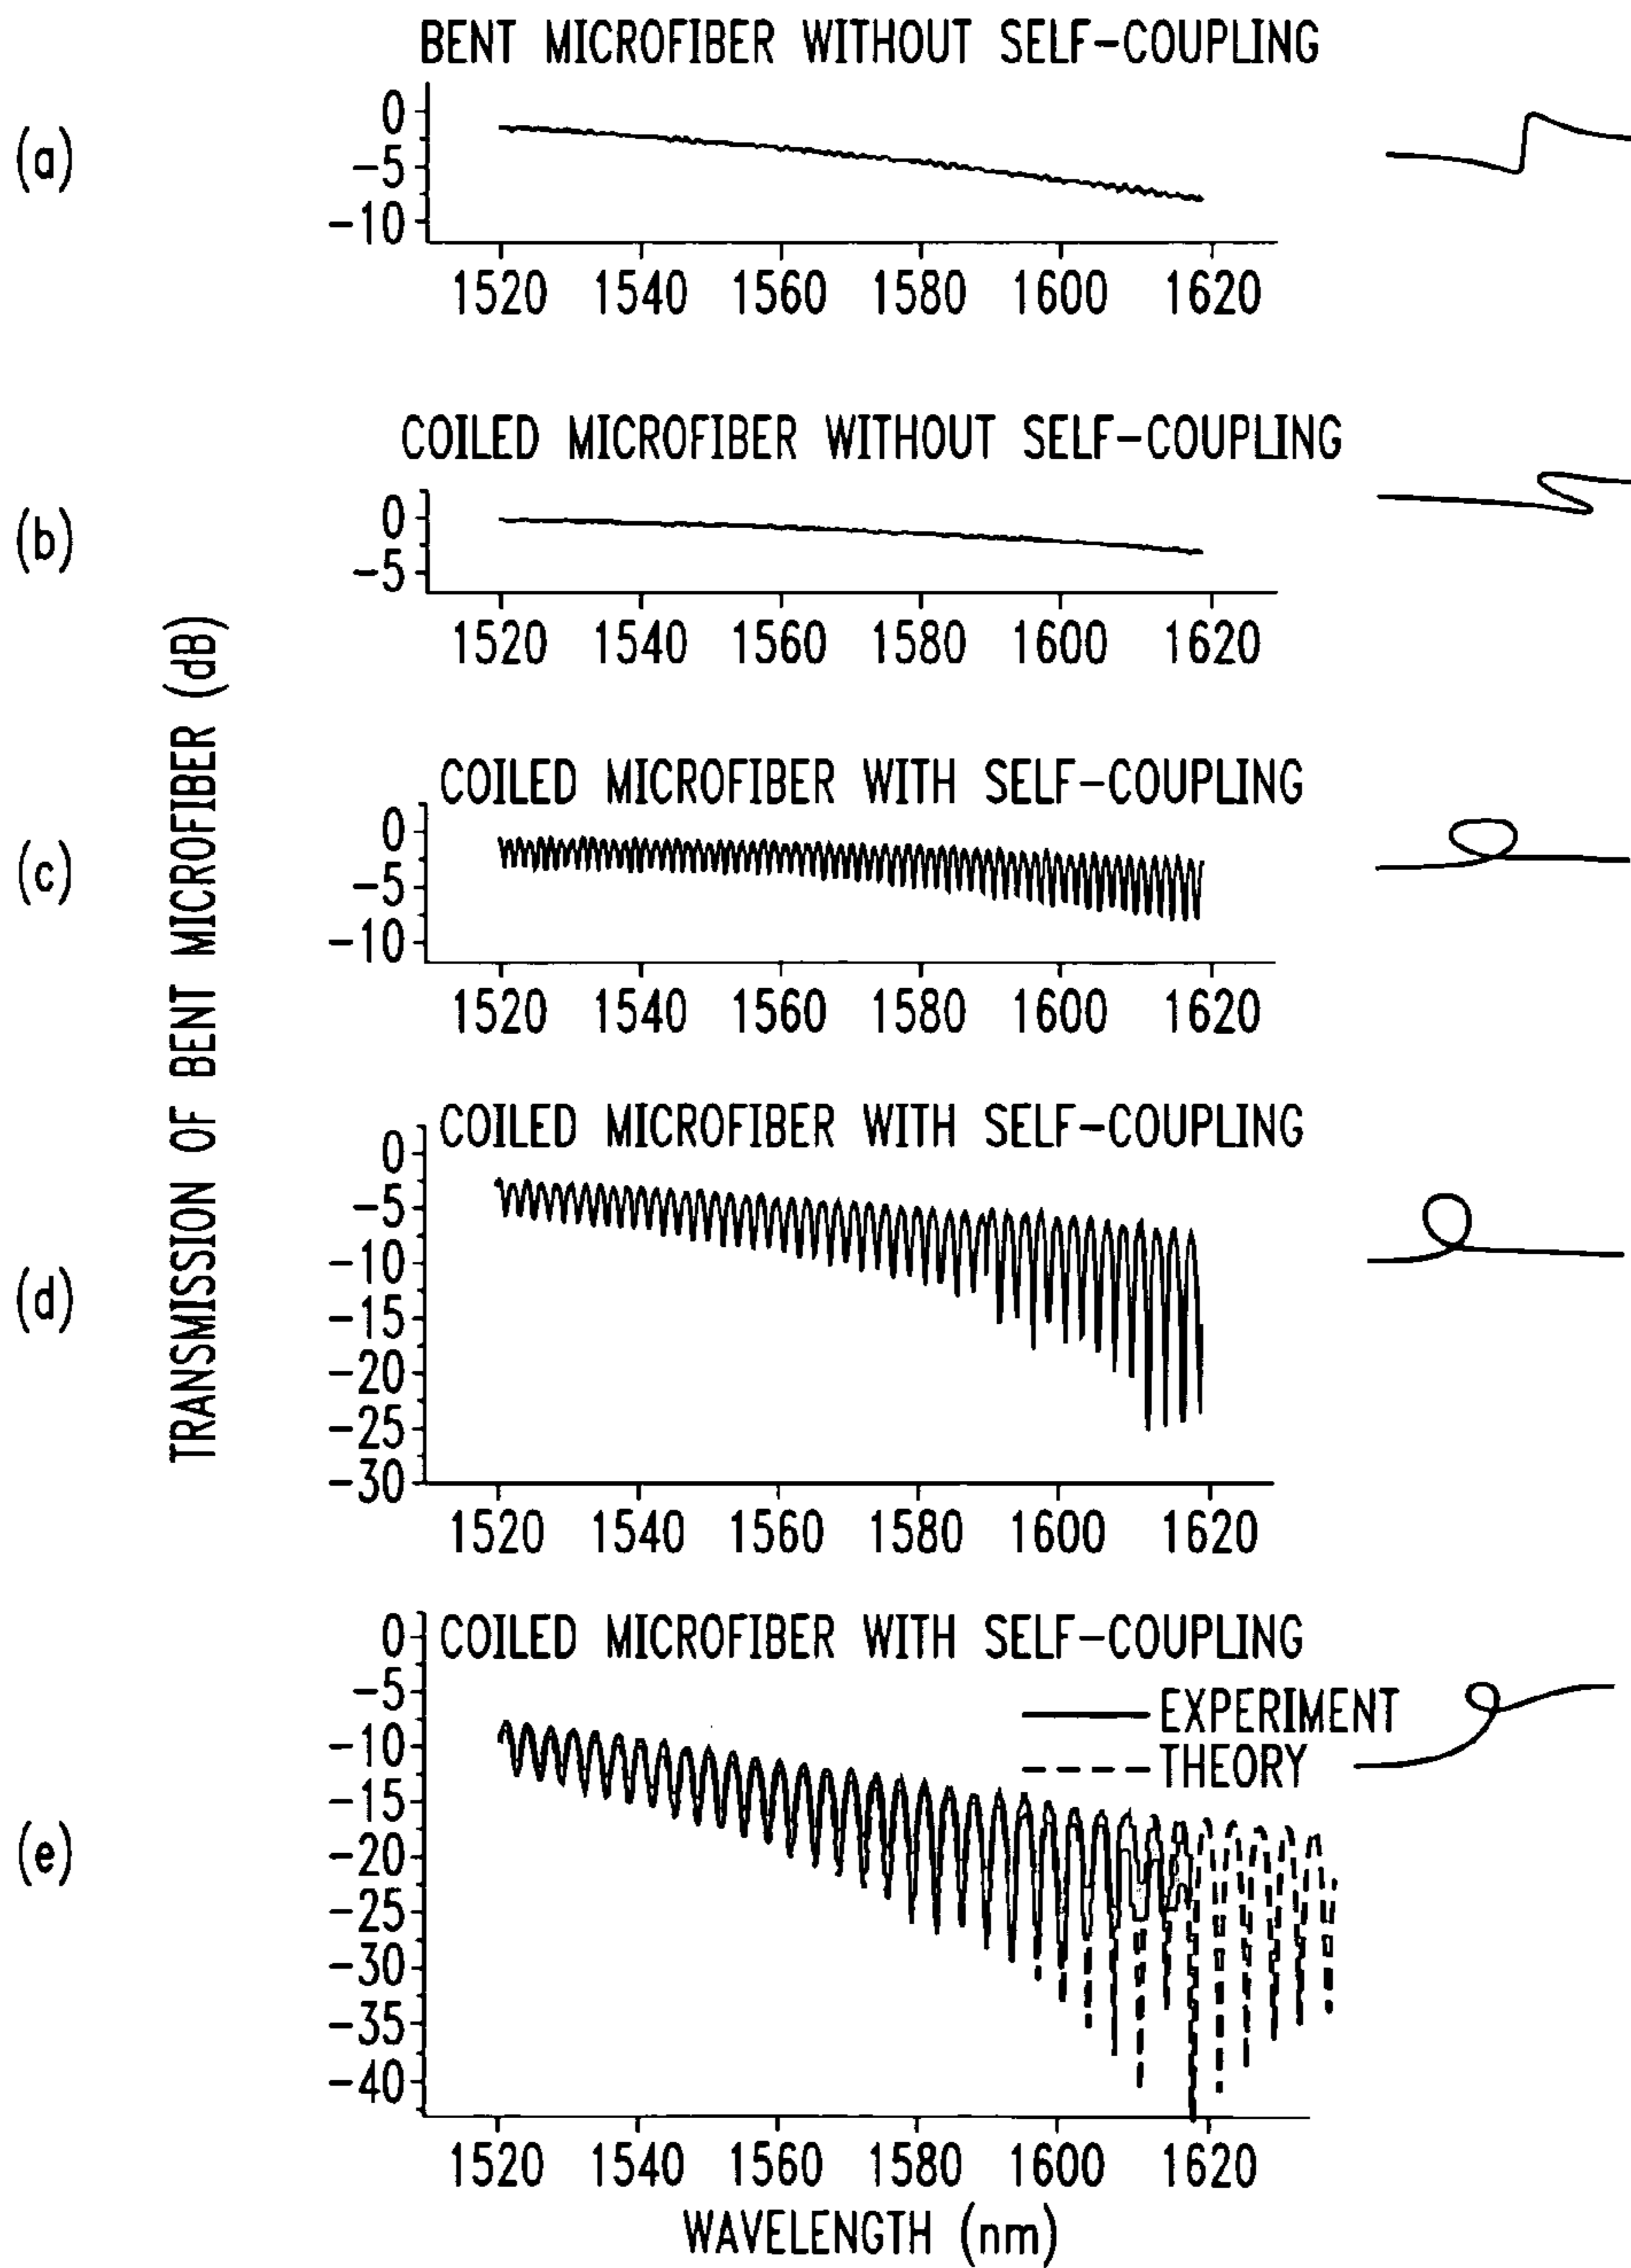 BENT MICROFIBER WITHOUT SELF-COUPLING
(a)
0
-5
-10
1520 1540 1560 1580 1600 1620
COILED MICROFIBER WITHOUT SELF-COUPLING
(b)
0
-5
1520 1540 1560 1580 1600 1620
TRANSMISSION OF BENT MICROFIBER (dB)
COILED MICROFIBER WITH SELF-COUPLING
(c)
0
-5
-10
1520 1540 1560 1580 1600 1620
COILED MICROFIBER WITH SELF-COUPLING
(d)
0
-5
-10
-15
-20
-25
-30
1520 1540 1560 1580 1600 1620
COILED MICROFIBER WITH SELF-COUPLING
EXPERIMENT
THEORY
(e)
0
-5
-10
-15
-20
-25
-30
-35
-40
1520 1540 1560 1580 1600 1620
WAVELENGTH (nm)